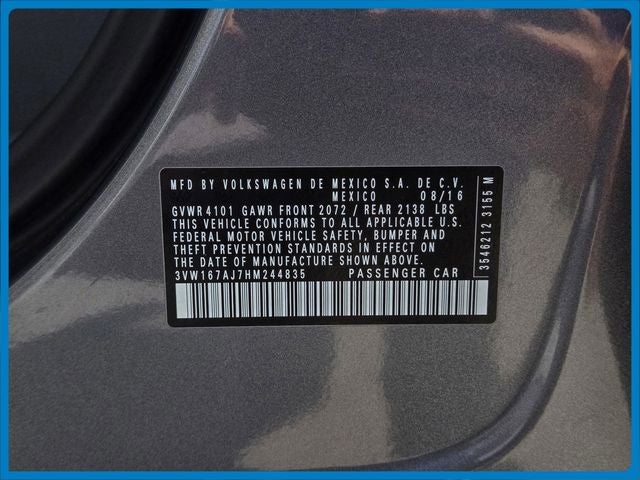 MFD BY VOLKSWAGEN DE MEXICO S.A. DE C.V.
MEXICO 08/16
GVWR 4101 GAWR FRONT 2072 / REAR 2138 LBS
THIS VEHICLE CONFORMS TO ALL APPLICABLE U.S.
FEDERAL MOTOR VEHICLE SAFETY, BUMPER AND
THEFT PREVENTION STANDARDS IN EFFECT ON
THE DATE OF MANUFACTURE SHOWN ABOVE.
3VW167AJ7HM244835 PASSENGER CAR
3546212 3155 M